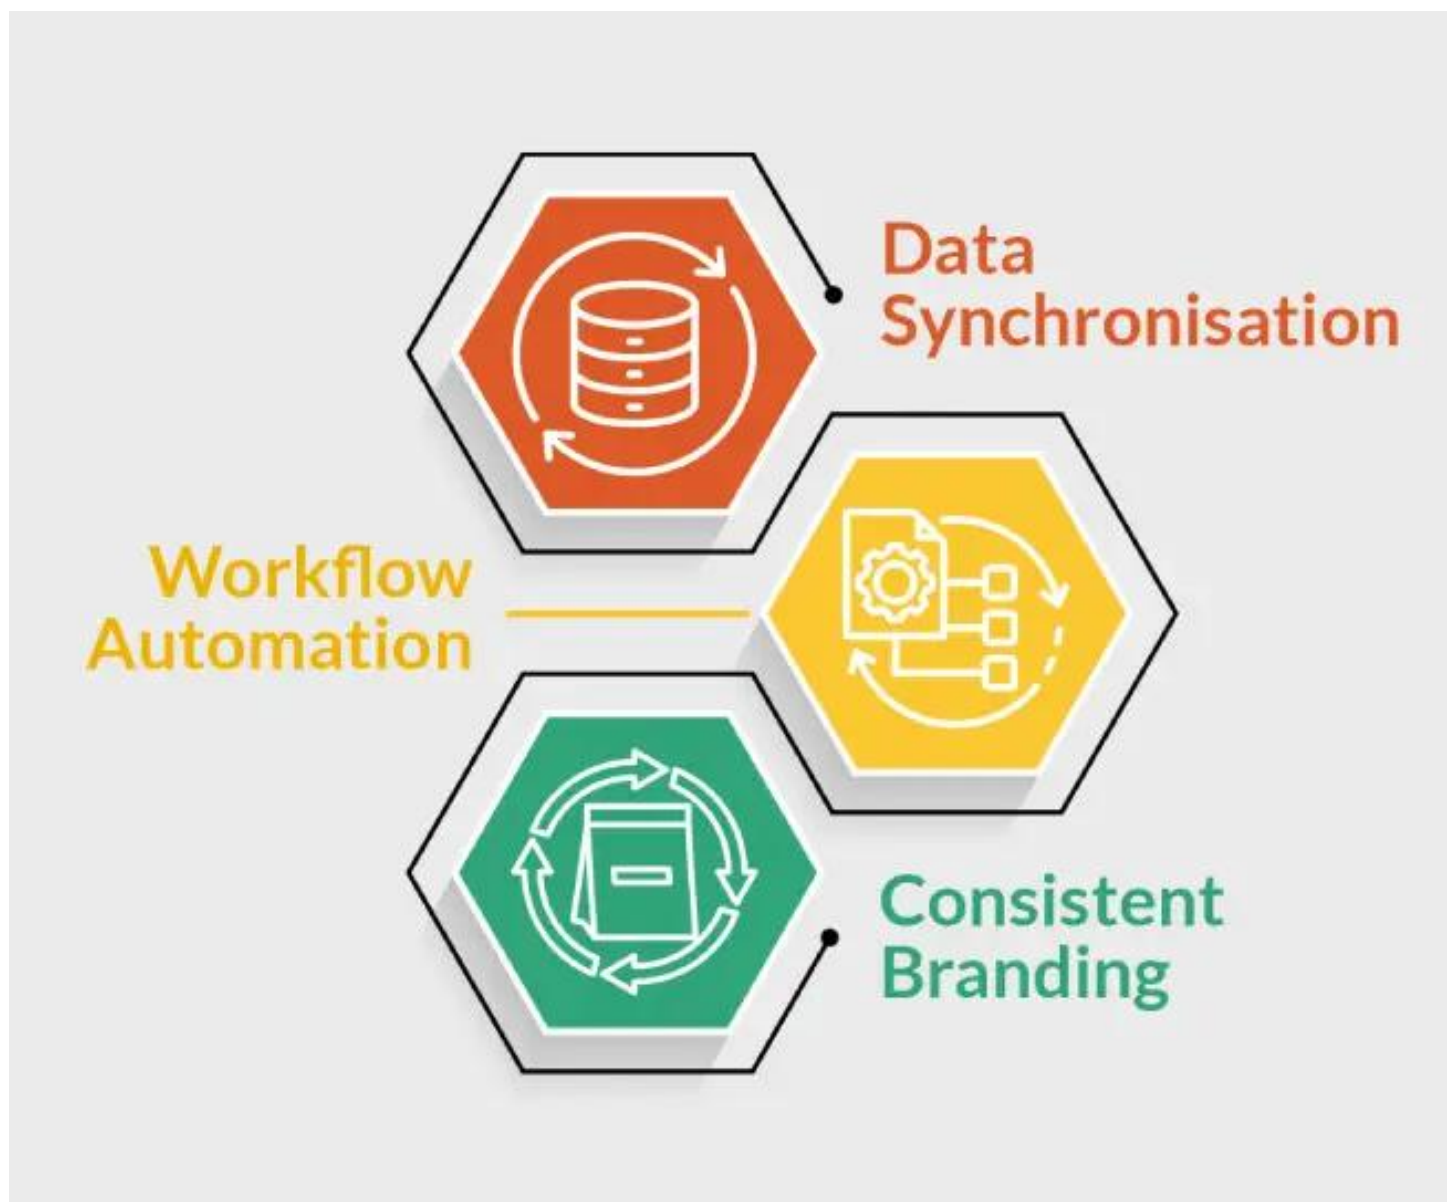 Data
Synchronisation
Workflow
Automation
Consistent
Branding